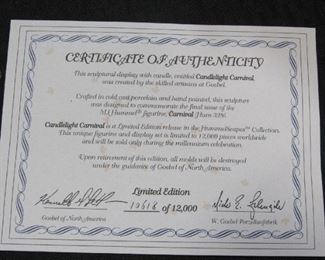 CERTIFICATE OF AUTHENTICITY
This sculptural display with candle, entitled Candlelight Carnival,
was created by the skilled artisans at Goebel.
Crafted in cold cast porcelain and hand painted, this sculpture
was designed to commemorate the final issue of the
M.I. Hummel® figurine, Carnival /Hum 328.
Candlelight Carnival is a Limited Edition release in the HummelScapes™ Collection.
This unique figurine and display set is limited to 12,000 pieces worldwide
and will be sold only during the millennium celebration.
Upon retirement of this edition, all molds will be destroyed
under the guidance of Goebel of North America.
Limited Edition
10618 of 12,000
Goebel of North America
W. Goebel Porzellanfabrik